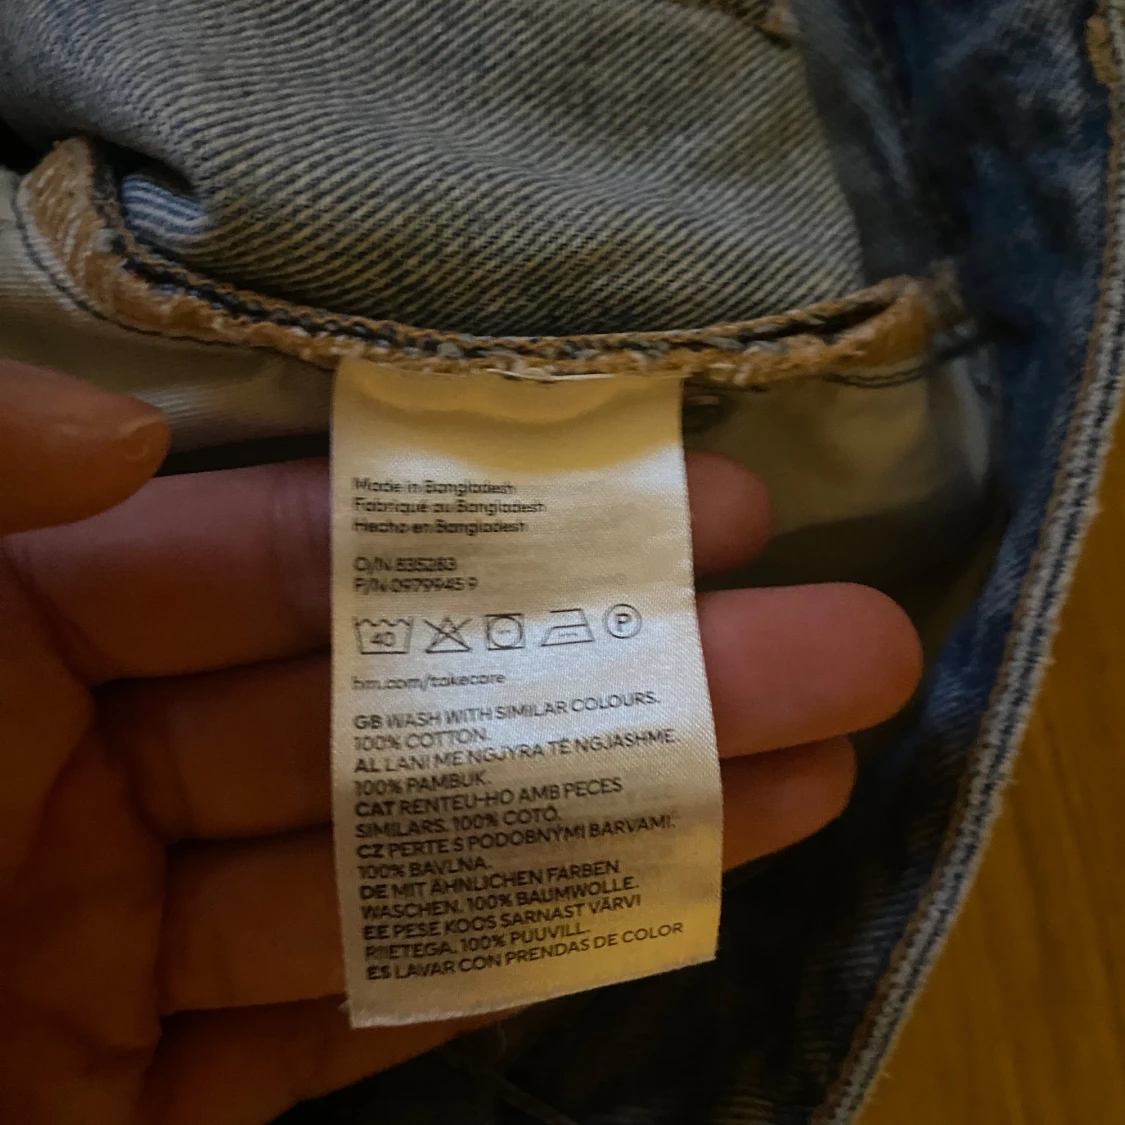 Made in Bangladesh
Fabriqué au Bangladesh
Hecho en Bangladesh
O/N 835283
P/N 0979945 9
40 P
hm.com/takecare
GB WASH WITH SIMILAR COLOURS.
100% COTTON.
AL LANI ME NGJYRA TË NGJASHME.
100% PAMBUK.
CAT RENTEU-HO AMB PECES
SIMILARS. 100% COTÓ.
CZ PERTE S PODOBNÝMI BARVAMI.
100% BAVLNA.
DE MIT ÄHNLICHEN FARBEN
WASCHEN. 100% BAUMWOLLE.
EE PESE KOOS SARNAST VÄRVI
RIIETEGA. 100% PUUVILL.
ES LAVAR CON PRENDAS DE COLOR